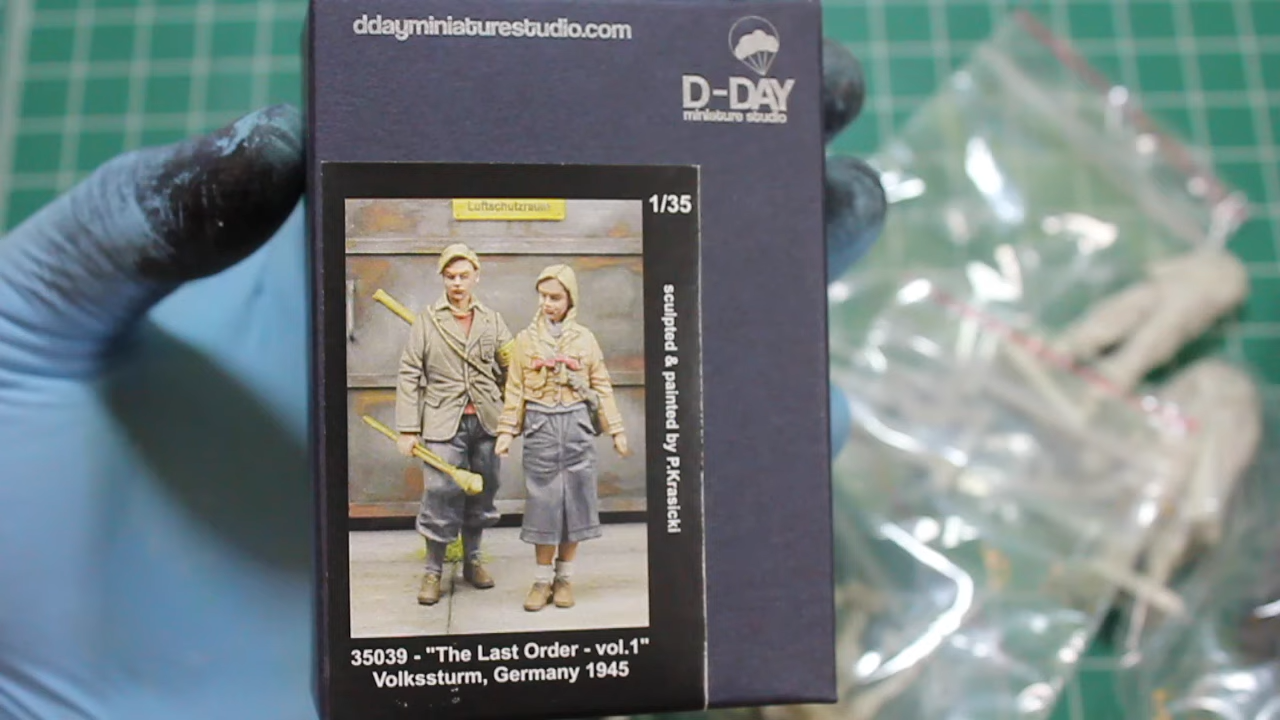 ddayminiaturestudio.com
D-DAY
miniature studio
Luftschutzraum
1/35
sculpted & painted by P.Krasicki
35039 - "The Last Order - vol.1"
Volkssturm, Germany 1945